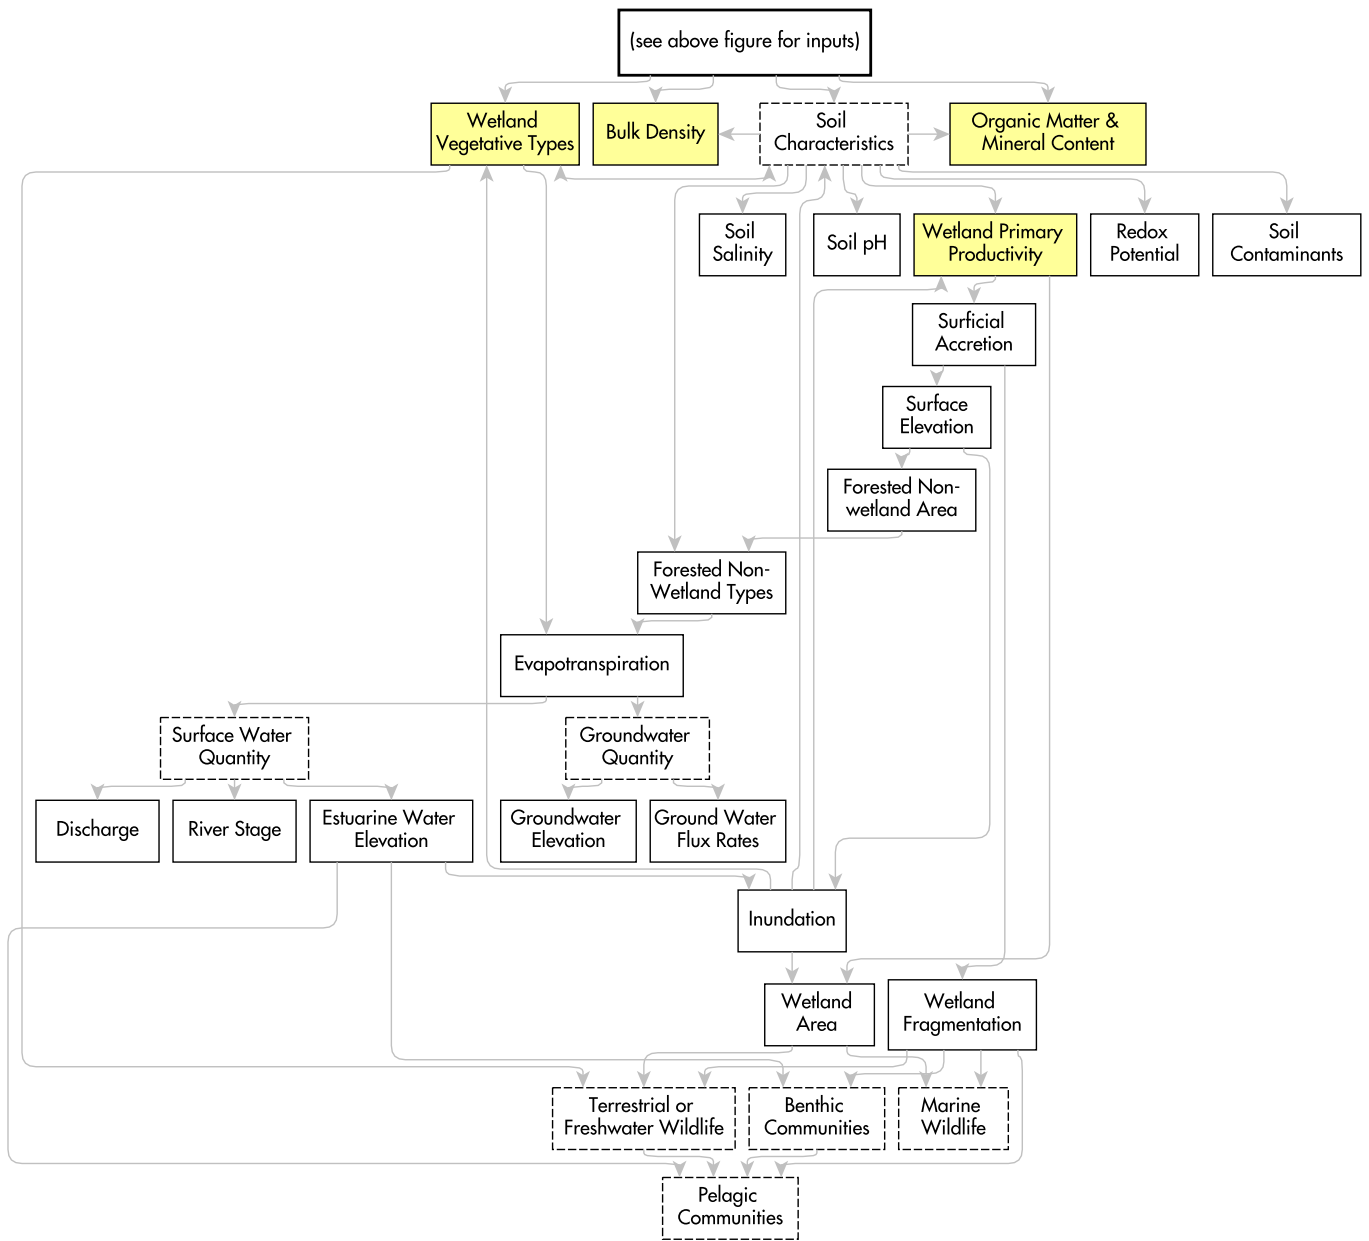 (see above figure for inputs)
Wetland
Vegetative Types
Bulk Density
Soil
Characteristics
Organic Matter &
Mineral Content
Soil
Salinity
Soil pH
Wetland Primary
Productivity
Redox
Potential
Soil
Contaminants
Surficial
Accretion
Surface
Elevation
Forested Non-
wetland Area
Forested Non-
Wetland Types
Evapotranspiration
Surface Water
Quantity
Groundwater
Quantity
Discharge
River Stage
Estuarine Water
Elevation
Groundwater
Elevation
Ground Water
Flux Rates
Inundation
Wetland
Area
Wetland
Fragmentation
Terrestrial or
Freshwater Wildlife
Benthic
Communities
Marine
Wildlife
Pelagic
Communities